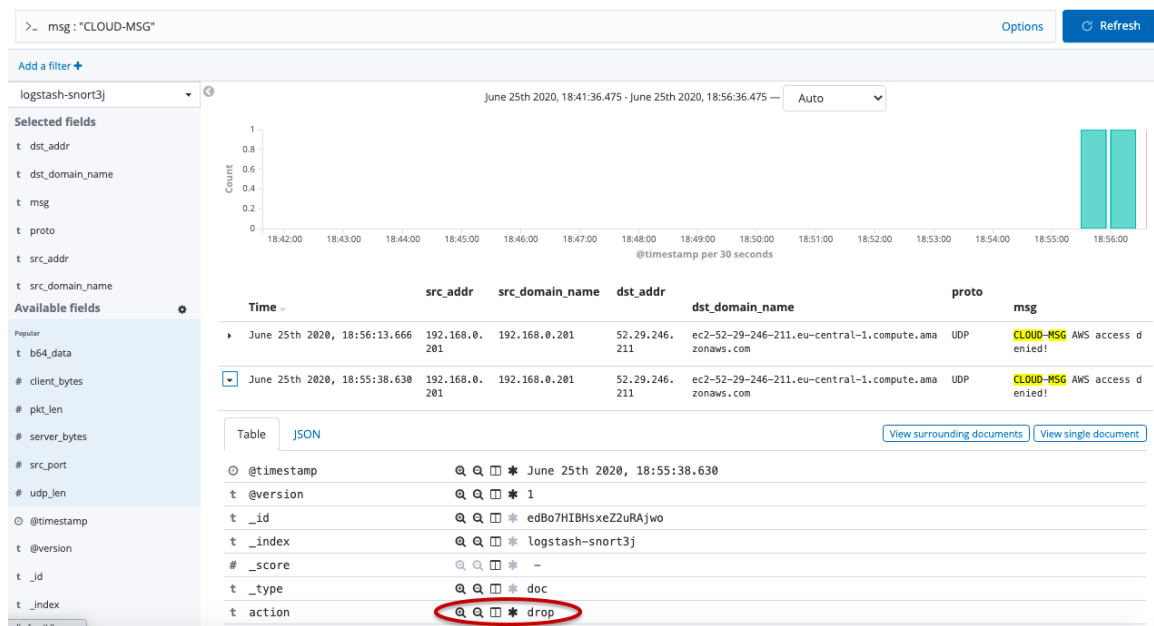 >_ msg : "CLOUD-MSG"
Options
Refresh
Add a filter +
logstash-snort3j
June 25th 2020, 18:41:36.475 - June 25th 2020, 18:56:36.475 —
Auto
Selected fields
t dst_addr
t dst_domain_name
t msg
t proto
t src_addr
t src_domain_name
Available fields
Popular
t b64_data
# client_bytes
# pkt_len
# server_bytes
# src_port
# udp_len
@timestamp
t @version
t _id
t _index
Count
1
0.8
0.6
0.4
0.2
0
18:42:00 18:43:00 18:44:00 18:45:00 18:46:00 18:47:00 18:48:00 18:49:00 18:50:00 18:51:00 18:52:00 18:53:00 18:54:00 18:55:00 18:56:00
@timestamp per 30 seconds
Time src_addr src_domain_name dst_addr dst_domain_name proto msg
June 25th 2020, 18:56:13.666 192.168.0. 192.168.0.201 52.29.246. ec2-52-29-246-211.eu-central-1.compute.ama UDP CLOUD-MSG AWS access d
201 211 zonaws.com enied!
June 25th 2020, 18:55:38.630 192.168.0. 192.168.0.201 52.29.246. ec2-52-29-246-211.eu-central-1.compute.ama UDP CLOUD-MSG AWS access d
201 211 zonaws.com enied!
Table JSON
View surrounding documents View single document
@timestamp June 25th 2020, 18:55:38.630
t @version 1
t _id edBo7HIBHsxeZ2uRAjwo
t _index logstash-snort3j
# _score -
t _type doc
t action drop